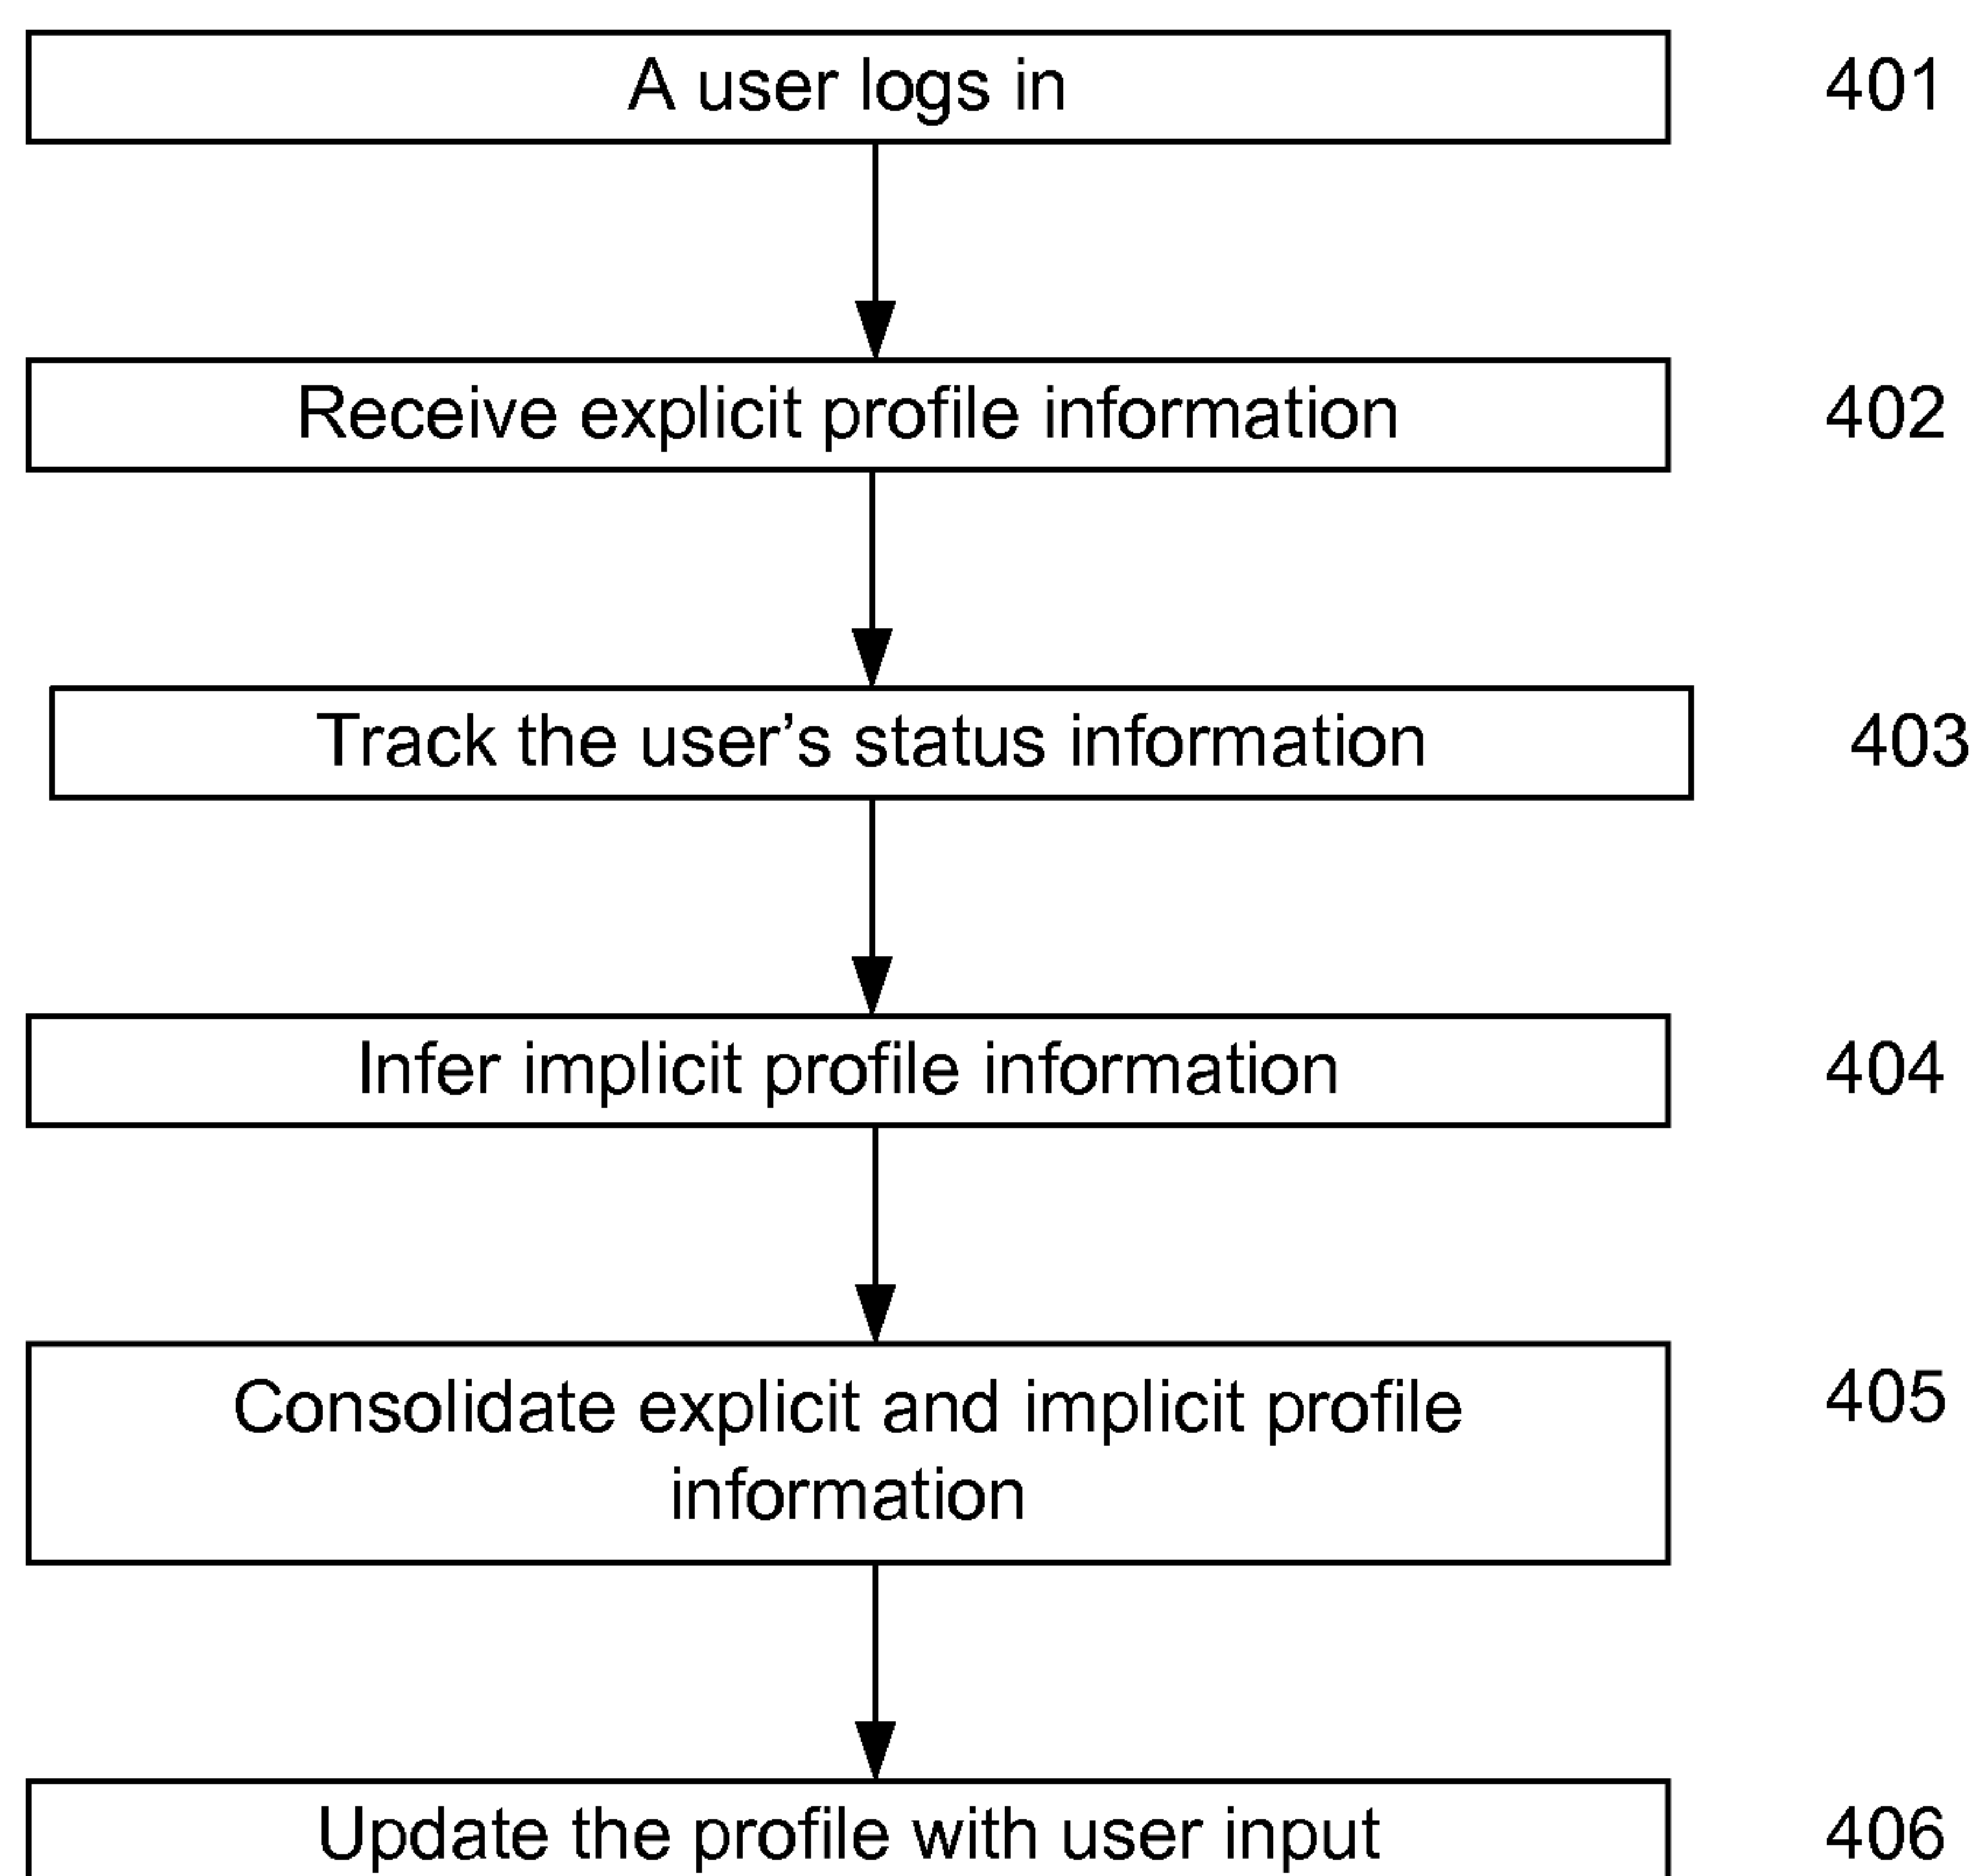 A user logs in 401
Receive explicit profile information 402
Track the user’s status information 403
Infer implicit profile information 404
Consolidate explicit and implicit profile 405
information
Update the profile with user input 406